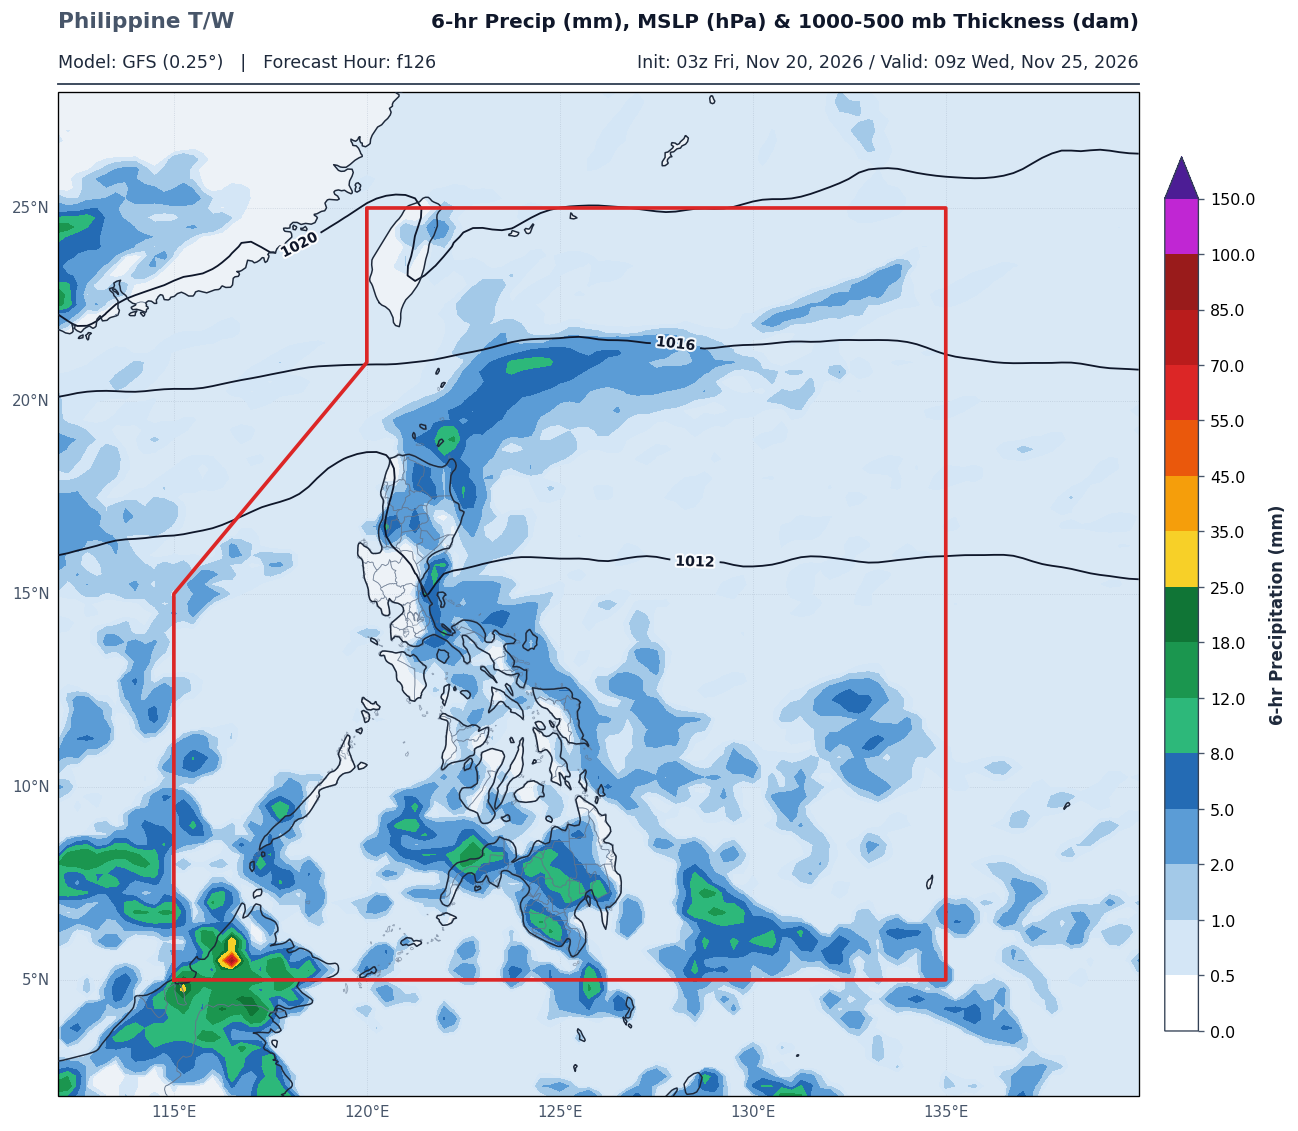 Philippine T/W
6-hr Precip (mm), MSLP (hPa) & 1000-500 mb Thickness (dam)
Model: GFS (0.25°) | Forecast Hour: f126
Init: 03z Fri, Nov 20, 2026 / Valid: 09z Wed, Nov 25, 2026
25°N
20°N
15°N
10°N
5°N
1020
1016
1012
115°E
120°E
125°E
130°E
135°E
150.0
100.0
85.0
70.0
55.0
45.0
35.0
25.0
18.0
12.0
8.0
5.0
2.0
1.0
0.5
0.0
6-hr Precipitation (mm)